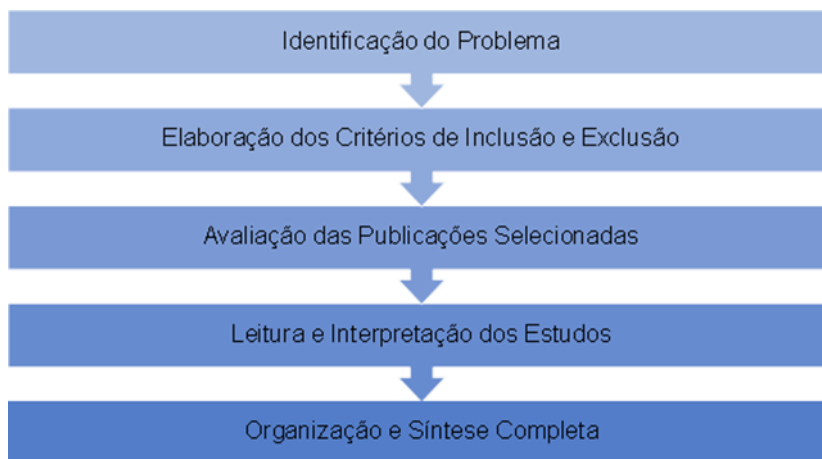 Identificação do Problema
Elaboração dos Critérios de Inclusão e Exclusão
Avaliação das Publicações Selecionadas
Leitura e Interpretação dos Estudos
Organização e Síntese Completa